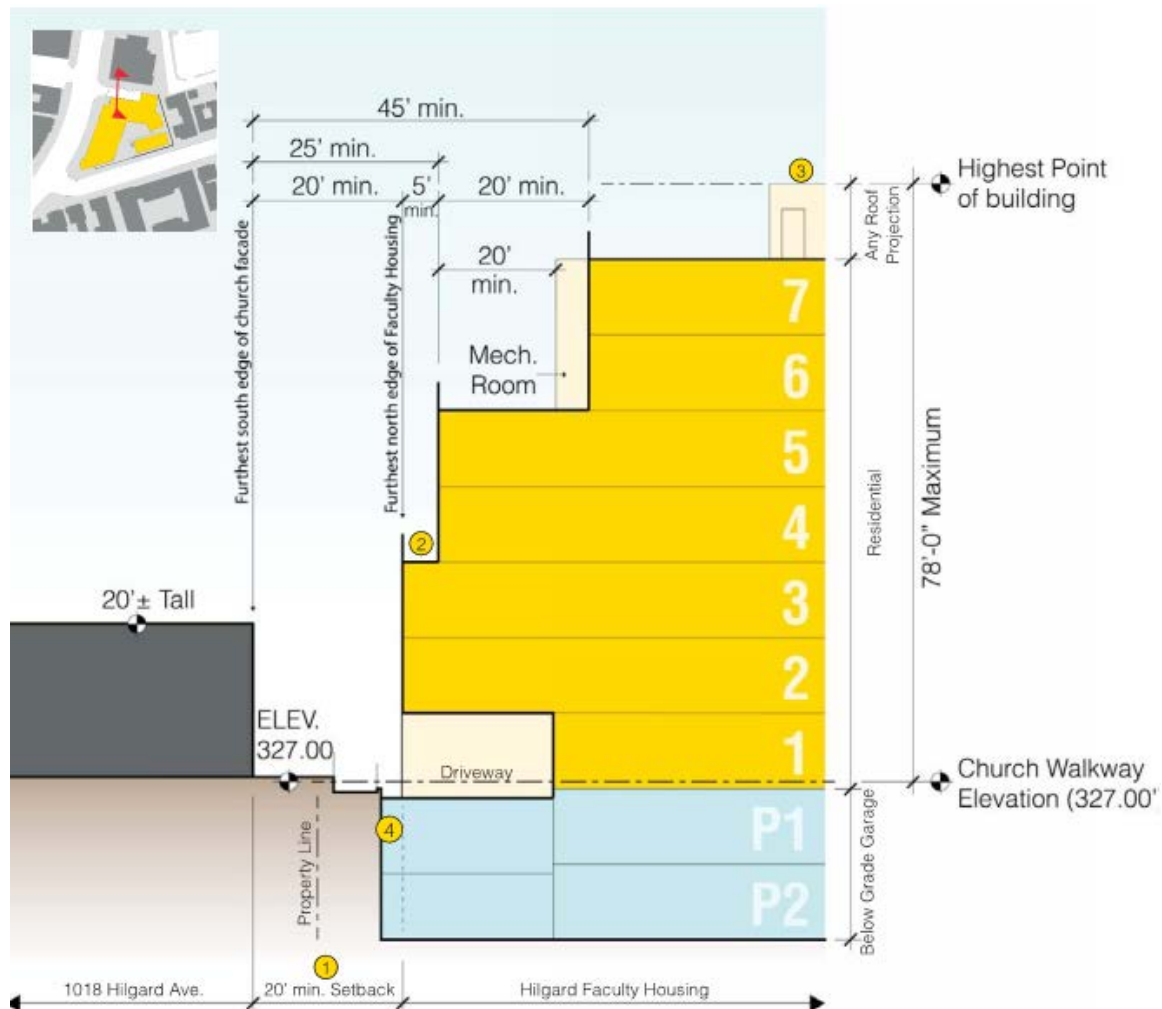 45' min.
25' min.
20' min.
5'
min.
20' min.
20'
min.
3
Highest Point
of building
Any Roof
Projection
Furthest south edge of church facade
Furthest north edge of Faculty Housing
7
Mech.
Room
6
5
78'-0" Maximum
Residential
4
2
20'± Tall
3
2
ELEV.
327.00
1
Driveway
Church Walkway
Elevation (327.00'
4
P1
Property Line
Below Grade Garage
P2
1
1018 Hilgard Ave.
20' min. Setback
Hilgard Faculty Housing